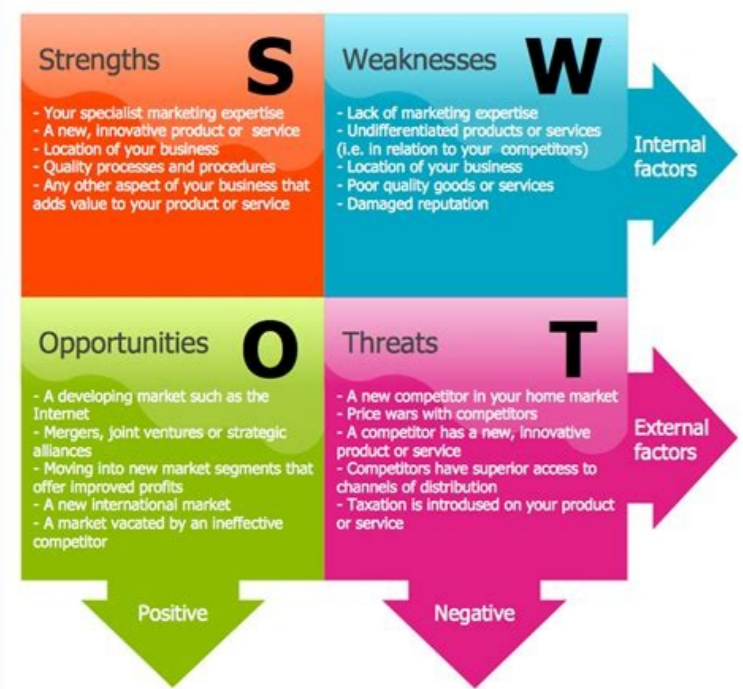 Strengths S
- Your specialist marketing expertise
- A new, innovative product or service
- Location of your business
- Quality processes and procedures
- Any other aspect of your business that
adds value to your product or service
Weaknesses W
- Lack of marketing expertise
- Undifferentiated products or services
(i.e. in relation to your competitors)
- Location of your business
- Poor quality goods or services
- Damaged reputation
Internal
factors
Opportunities O
- A developing market such as the
Internet
- Mergers, joint ventures or strategic
alliances
- Moving into new market segments that
offer improved profits
- A new international market
- A market vacated by an ineffective
competitor
Threats T
- A new competitor in your home market
- Price wars with competitors
- A competitor has a new, innovative
product or service
- Competitors have superior access to
channels of distribution
- Taxation is introdused on your product
or service
External
factors
Positive
Negative